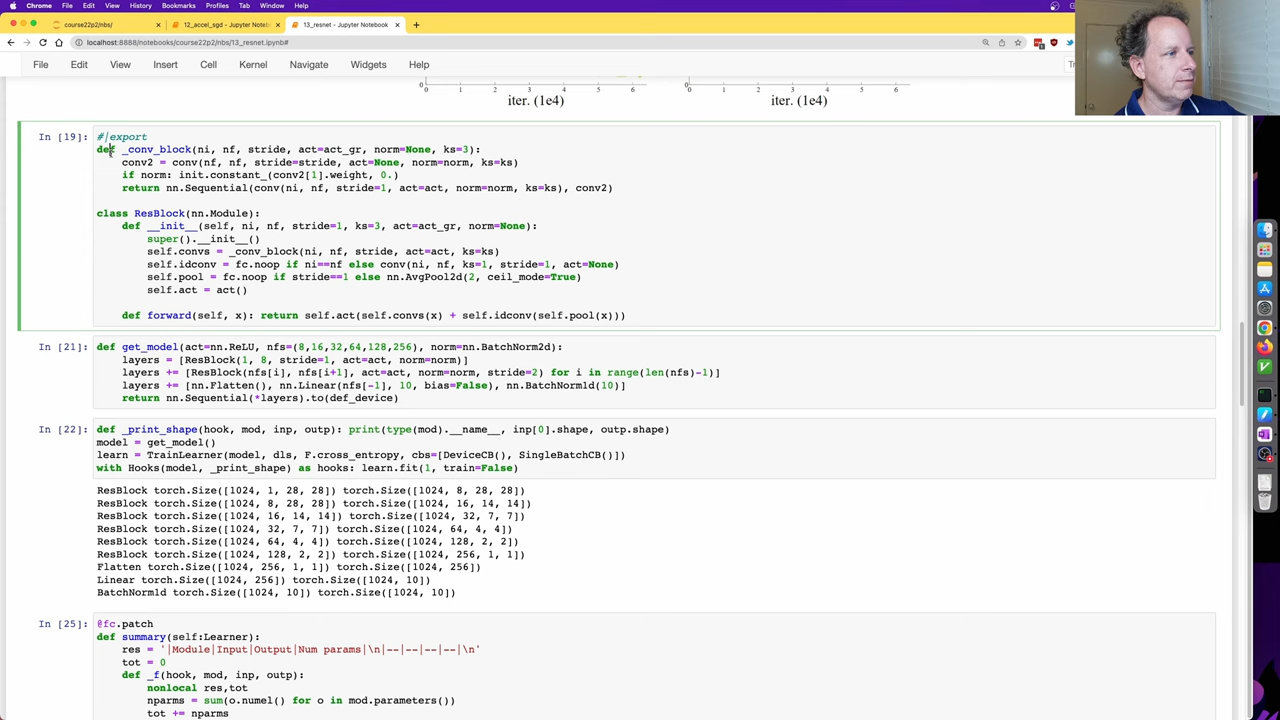 Chrome File Edit View History Bookmarks Profiles Tab Window Help
course22p2/nbs/ 12_accel_sgd - Jupyter Notebo 13_resnet - Jupyter Notebook
localhost:8888/notebooks/course22p2/nbs/13_resnet.ipynb#
File Edit View Insert Cell Kernel Navigate Widgets Help
0 1 2 3 4 5 6 0 1 2 3 4 5 6
iter. (1e4) iter. (1e4)
In [19]: #|export
def _conv_block(ni, nf, stride, act=act_gr, norm=None, ks=3):
conv2 = conv(nf, nf, stride=stride, act=None, norm=norm, ks=ks)
if norm: init.constant_(conv2[1].weight, 0.)
return nn.Sequential(conv(ni, nf, stride=1, act=act, norm=norm, ks=ks), conv2)
class ResBlock(nn.Module):
def __init__(self, ni, nf, stride=1, ks=3, act=act_gr, norm=None):
super().__init__()
self.convs = _conv_block(ni, nf, stride, act=act, ks=ks)
self.idconv = fc.noop if ni==nf else conv(ni, nf, ks=1, stride=1, act=None)
self.pool = fc.noop if stride==1 else nn.AvgPool2d(2, ceil_mode=True)
self.act = act()
def forward(self, x): return self.act(self.convs(x) + self.idconv(self.pool(x)))
In [21]: def get_model(act=nn.ReLU, nfs=(8,16,32,64,128,256), norm=nn.BatchNorm2d):
layers = [ResBlock(1, 8, stride=1, act=act, norm=norm)]
layers += [ResBlock(nfs[i], nfs[i+1], act=act, norm=norm, stride=2) for i in range(len(nfs)-1)]
layers += [nn.Flatten(), nn.Linear(nfs[-1], 10, bias=False), nn.BatchNorm1d(10)]
return nn.Sequential(*layers).to(def_device)
In [22]: def _print_shape(hook, mod, inp, outp): print(type(mod).__name__, inp[0].shape, outp.shape)
model = get_model()
learn = TrainLearner(model, dls, F.cross_entropy, cbs=[DeviceCB(), SingleBatchCB()])
with Hooks(model, _print_shape) as hooks: learn.fit(1, train=False)
ResBlock torch.Size([1024, 1, 28, 28]) torch.Size([1024, 8, 28, 28])
ResBlock torch.Size([1024, 8, 28, 28]) torch.Size([1024, 16, 14, 14])
ResBlock torch.Size([1024, 16, 14, 14]) torch.Size([1024, 32, 7, 7])
ResBlock torch.Size([1024, 32, 7, 7]) torch.Size([1024, 64, 4, 4])
ResBlock torch.Size([1024, 64, 4, 4]) torch.Size([1024, 128, 2, 2])
ResBlock torch.Size([1024, 128, 2, 2]) torch.Size([1024, 256, 1, 1])
Flatten torch.Size([1024, 256, 1, 1]) torch.Size([1024, 256])
Linear torch.Size([1024, 256]) torch.Size([1024, 10])
BatchNorm1d torch.Size([1024, 10]) torch.Size([1024, 10])
In [25]: @fc.patch
def summary(self:Learner):
res = '|Module|Input|Output|Num params|\n|--|--|--|--|\n'
tot = 0
def _f(hook, mod, inp, outp):
nonlocal res,tot
nparms = sum(o.numel() for o in mod.parameters())
tot += nparms